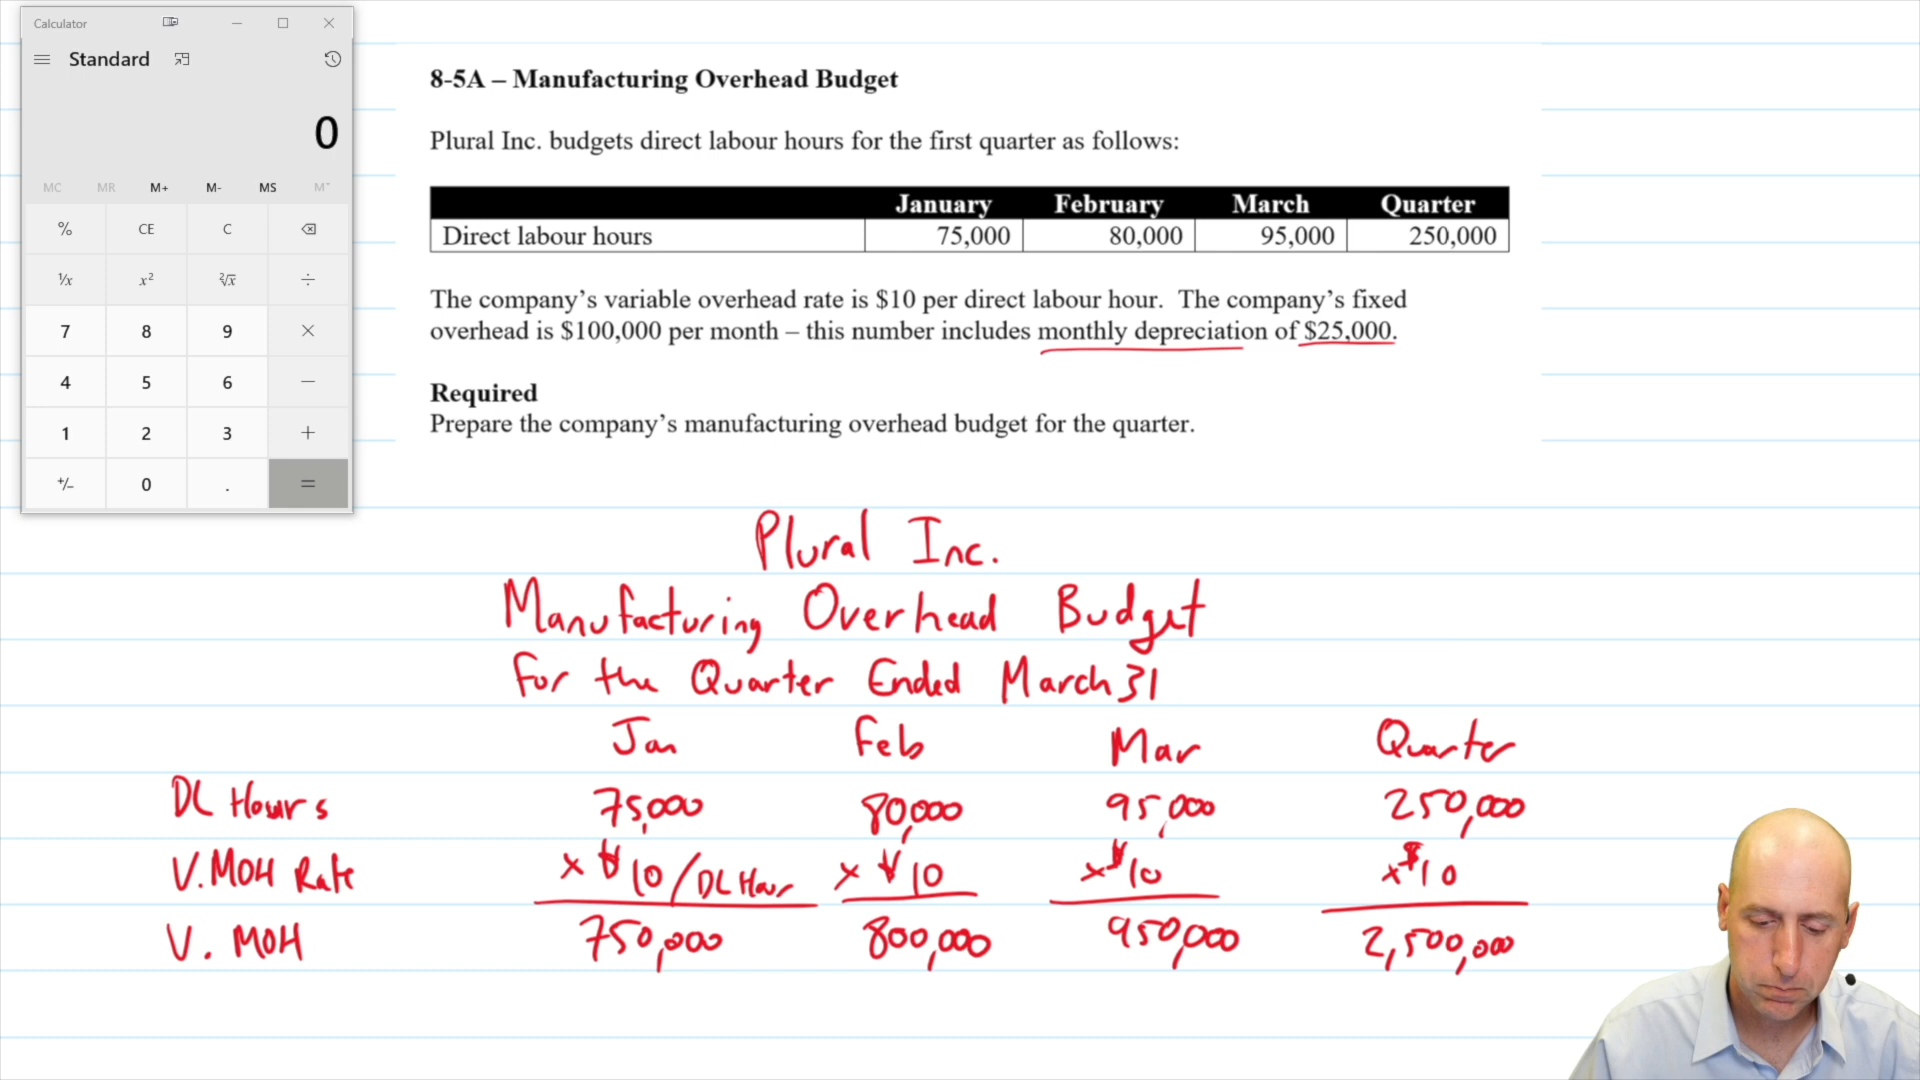 Calculator
Standard
0
MC MR M+ M- MS M˅
% CE C
¹/x x² ²√x ÷
7 8 9 ×
4 5 6 −
1 2 3 +
+/− 0 . =
8-5A – Manufacturing Overhead Budget
Plural Inc. budgets direct labour hours for the first quarter as follows:
January February March Quarter
Direct labour hours 75,000 80,000 95,000 250,000
The company’s variable overhead rate is $10 per direct labour hour. The company’s fixed
overhead is $100,000 per month – this number includes monthly depreciation of $25,000.
Required
Prepare the company’s manufacturing overhead budget for the quarter.
Plural Inc.
Manufacturing Overhead Budget
For the Quarter Ended March 31
Jan Feb Mar Quarter
DL Hours 75,000 80,000 95,000 250,000
V.MOH Rate x $10/DL Hour x $10 x $10 x $10
V. MOH 750,000 800,000 950,000 2,500,000